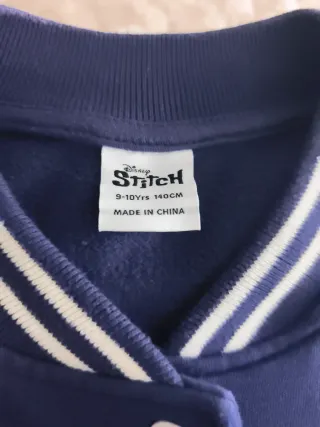 Disney
STiTCH
9-10Yrs 140CM
MADE IN CHINA